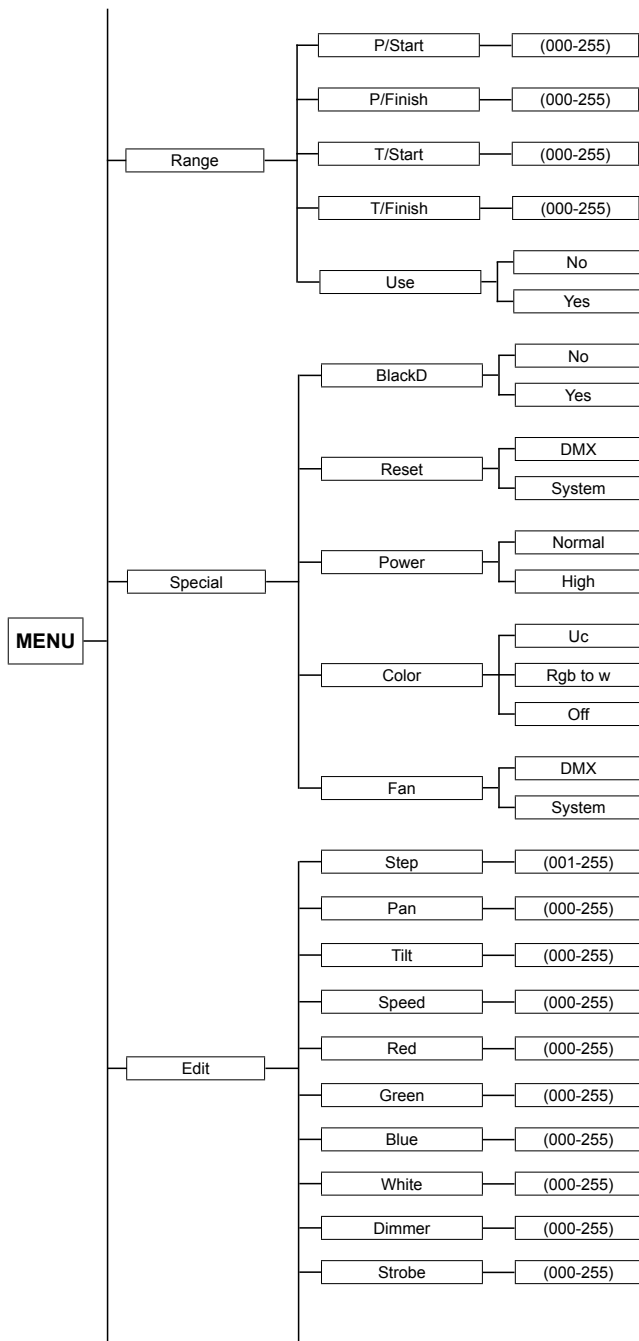 P/Start (000-255)
P/Finish (000-255)
Range T/Start (000-255)
T/Finish (000-255)
No
Use
Yes
No
BlackD
Yes
DMX
Reset
System
Normal
Special Power
High
MENU
Uc
Color Rgb to w
Off
DMX
Fan
System
Step (001-255)
Pan (000-255)
Tilt (000-255)
Speed (000-255)
Red (000-255)
Edit
Green (000-255)
Blue (000-255)
White (000-255)
Dimmer (000-255)
Strobe (000-255)